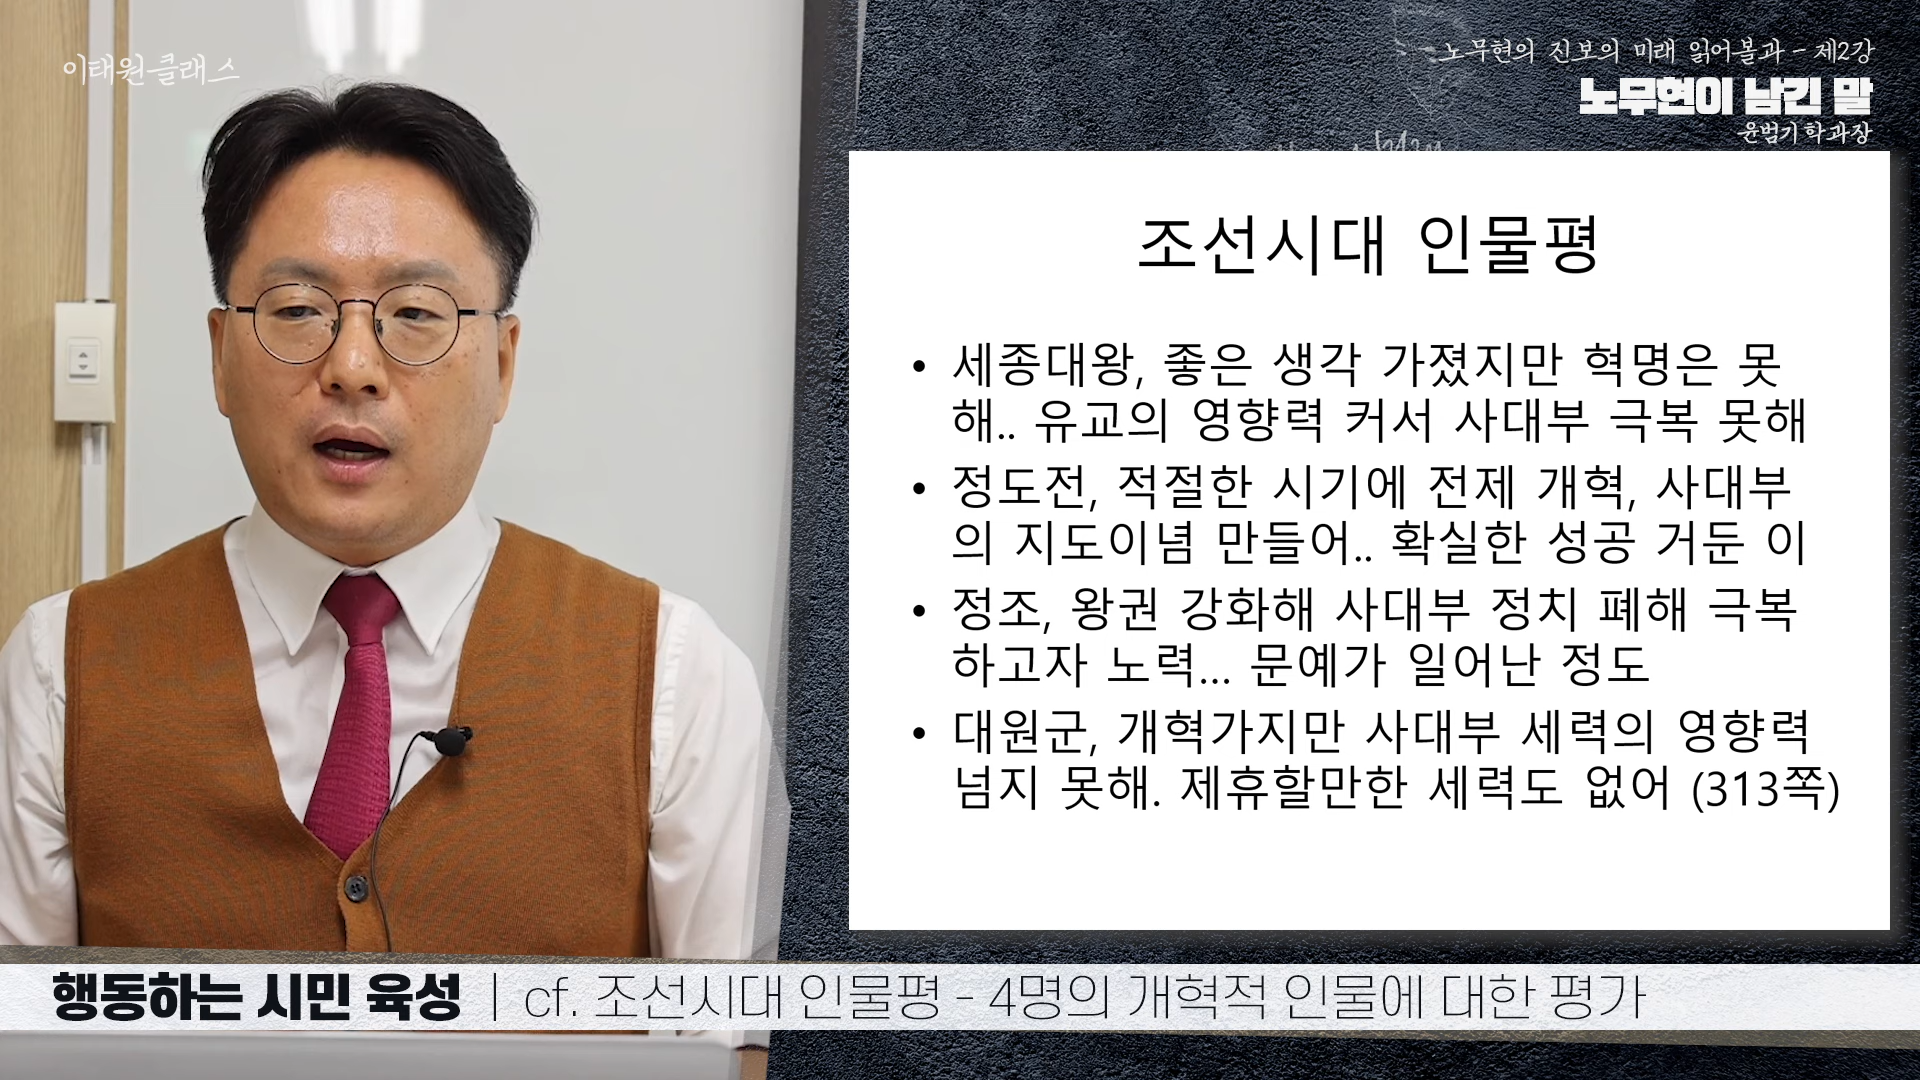 이태원클래스
노무현의 진보의 미래 읽어볼과 - 제2강
노무현이 남긴 말
윤범기 학과장
조선시대 인물평
• 세종대왕, 좋은 생각 가졌지만 혁명은 못
해.. 유교의 영향력 커서 사대부 극복 못해
• 정도전, 적절한 시기에 전제 개혁, 사대부
의 지도이념 만들어.. 확실한 성공 거둔 이
• 정조, 왕권 강화해 사대부 정치 폐해 극복
하고자 노력... 문예가 일어난 정도
• 대원군, 개혁가지만 사대부 세력의 영향력
넘지 못해. 제휴할만한 세력도 없어 (313쪽)
행동하는 시민 육성 | cf. 조선시대 인물평 - 4명의 개혁적 인물에 대한 평가